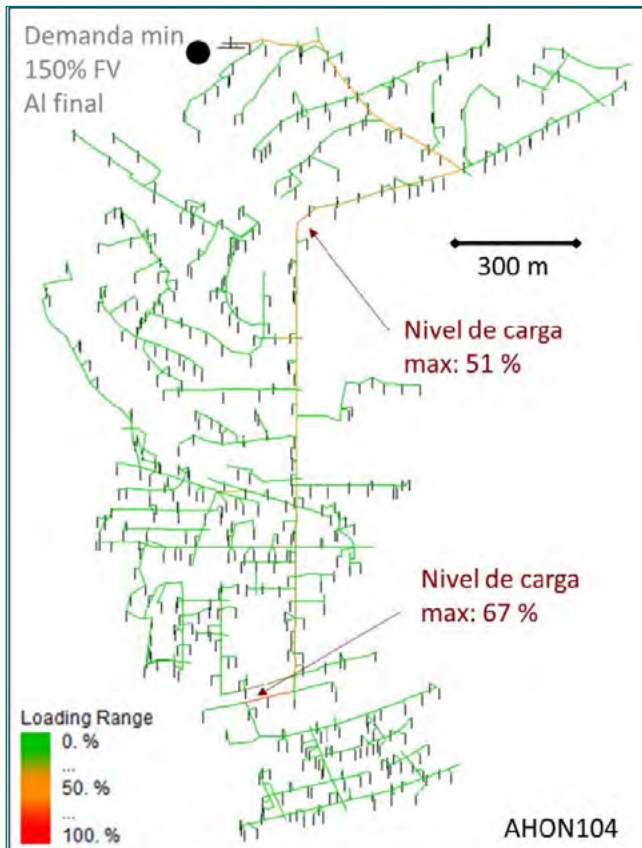 Demanda min
150% FV
Al final
300 m
Nivel de carga
max: 51 %
Nivel de carga
max: 67 %
Loading Range
0. %
...
50. %
...
100. %
AHON104